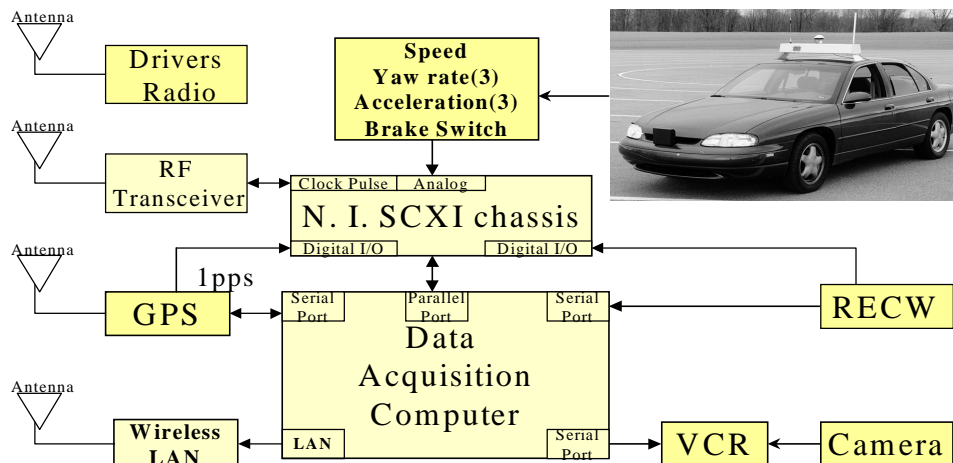 Antenna
Drivers
Radio
Speed
Yaw rate(3)
Acceleration(3)
Brake Switch
Antenna
RF
Transceiver
Clock Pulse
Analog
N. I. SCXI chassis
Digital I/O
Digital I/O
Antenna
1pps
GPS
Serial
Port
Parallel
Port
Serial
Port
RECW
Data
Acquisition
Computer
Antenna
Wireless
LAN
LAN
Serial
Port
VCR
Camera